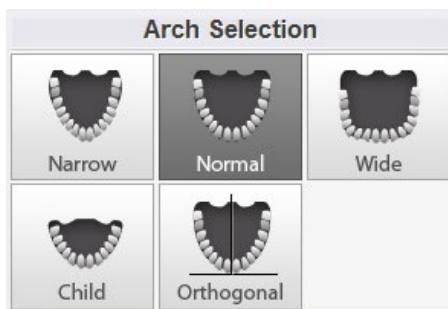 Arch Selection
Narrow
Normal
Wide
Child
Orthogonal